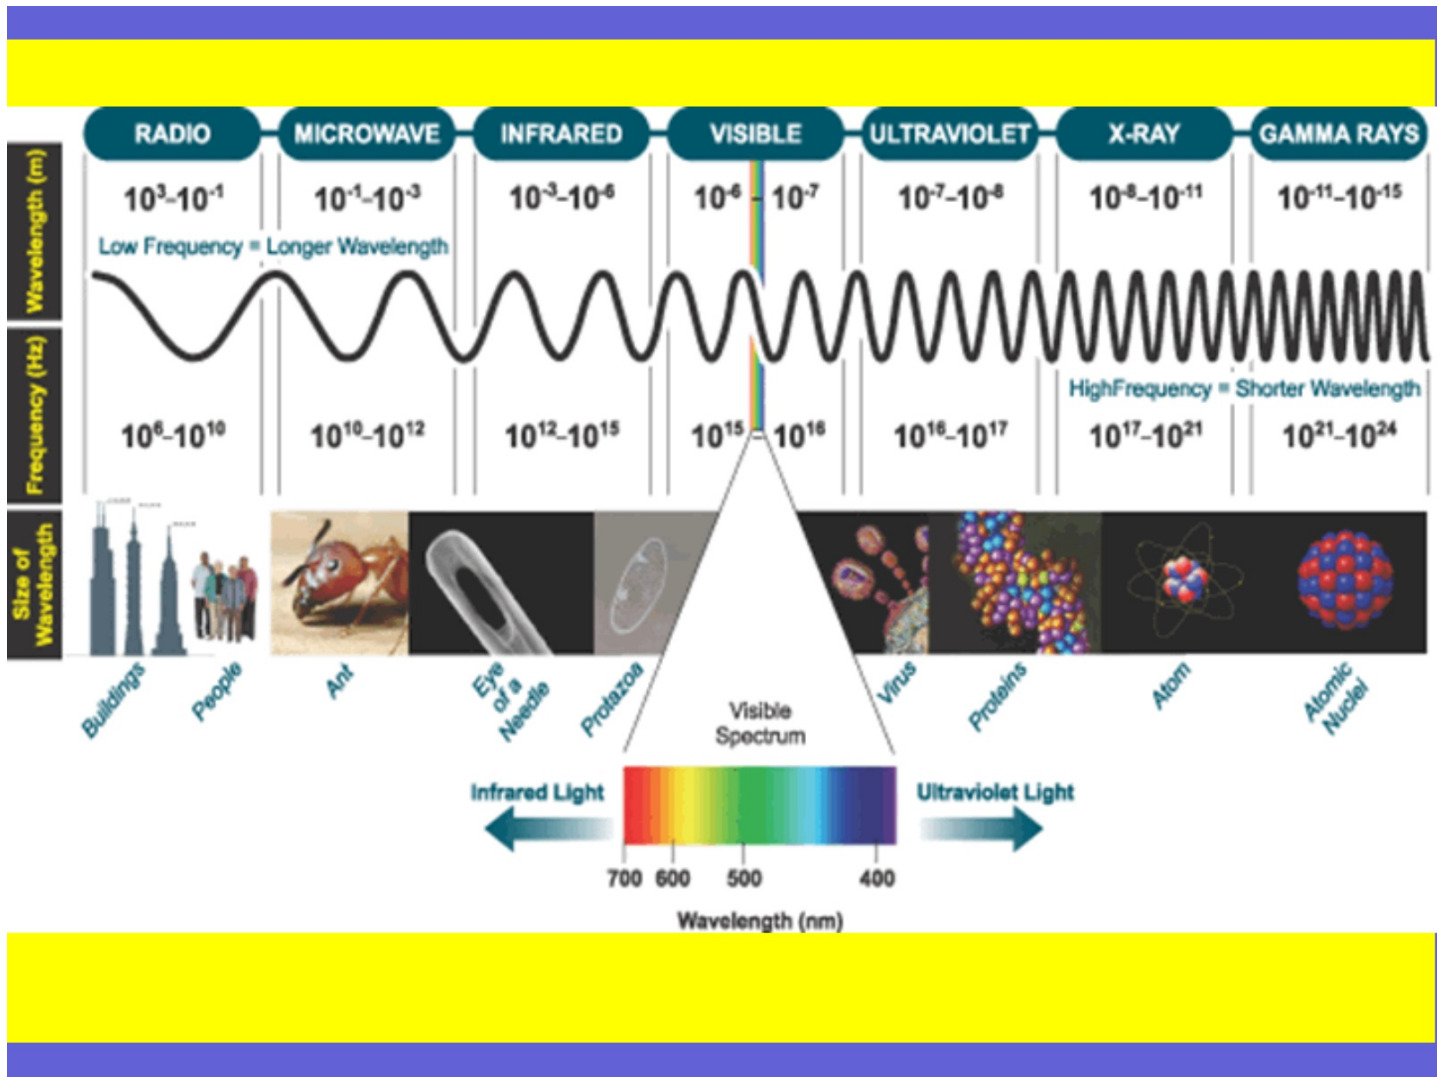 RADIO
MICROWAVE
INFRARED
VISIBLE
ULTRAVIOLET
X-RAY
GAMMA RAYS
Wavelength (m)
10³–10⁻¹
10⁻¹–10⁻³
10⁻³–10⁻⁶
10⁻⁶ – 10⁻⁷
10⁻⁷–10⁻⁸
10⁻⁸–10⁻¹¹
10⁻¹¹–10⁻¹⁵
Low Frequency = Longer Wavelength
HighFrequency = Shorter Wavelength
Frequency (Hz)
10⁶–10¹⁰
10¹⁰–10¹²
10¹²–10¹⁵
10¹⁵ – 10¹⁶
10¹⁶–10¹⁷
10¹⁷–10²¹
10²¹–10²⁴
Size of
Wavelength
Buildings
People
Ant
Eye
of a
Needle
Protazoa
Virus
Proteins
Atom
Atomic
Nuclei
Visible
Spectrum
Infrared Light
Ultraviolet Light
700 600 500 400
Wavelength (nm)